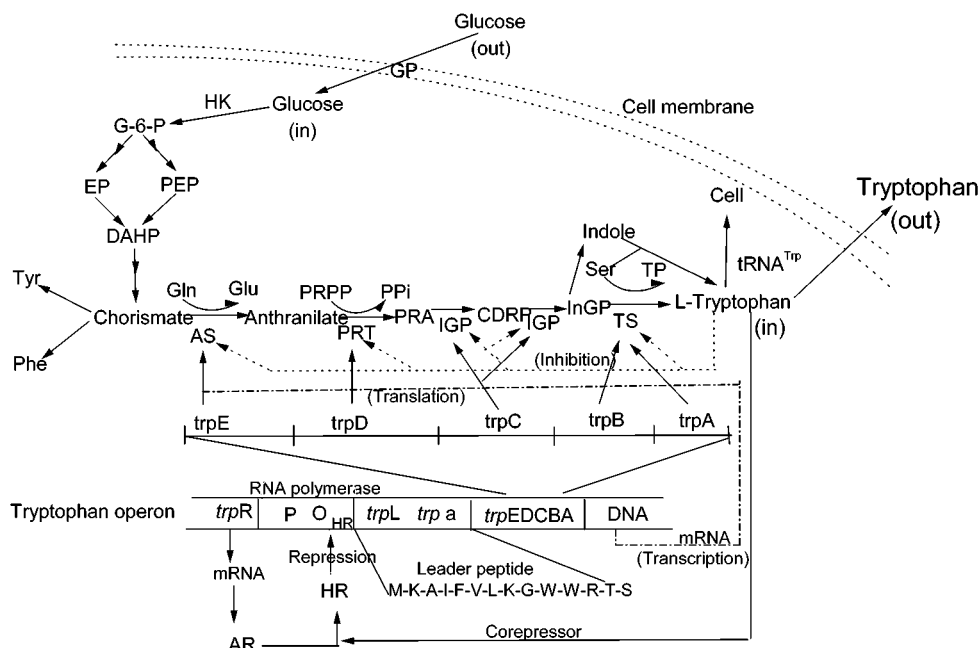 Glucose
(out)
GP
Cell membrane
HK
Glucose
(in)
G-6-P
EP
PEP
DAHP
Cell
Tryptophan
(out)
Indole
Ser
TP
tRNATrp
Tyr
Gln
Glu
PRPP
PPi
Chorismate
Anthranilate
PRA
CDRP
InGP
L-Tryptophan
(in)
AS
PRT
IGP
IGP
TS
Phe
(Inhibition)
(Translation)
trpE
trpD
trpC
trpB
trpA
RNA polymerase
Tryptophan operon
trpR
P
O
HR
trpL
trp a
trpEDCBA
DNA
mRNA
(Transcription)
Repression
mRNA
Leader peptide
HR
M-K-A-I-F-V-L-K-G-W-W-R-T-S
AR
Corepressor